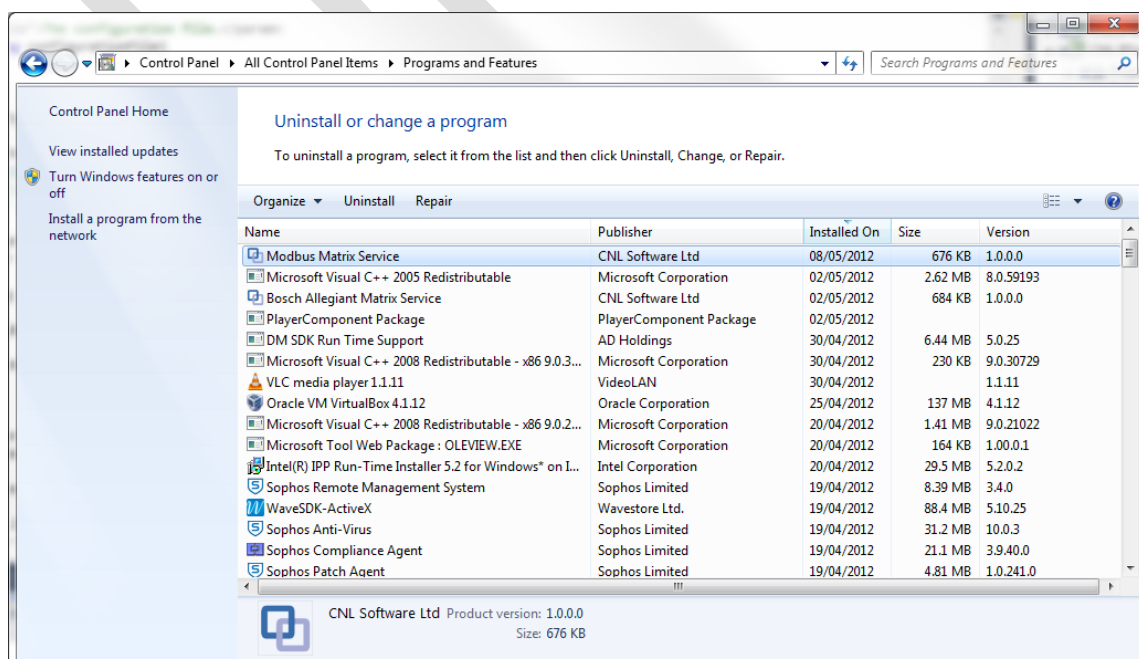 Control Panel ▸ All Control Panel Items ▸ Programs and Features
Search Programs and Features
Control Panel Home
View installed updates
Turn Windows features on or
off
Install a program from the
network
Uninstall or change a program
To uninstall a program, select it from the list and then click Uninstall, Change, or Repair.
Organize Uninstall Repair
Name Publisher Installed On Size Version
Modbus Matrix Service CNL Software Ltd 08/05/2012 676 KB 1.0.0.0
Microsoft Visual C++ 2005 Redistributable Microsoft Corporation 02/05/2012 2.62 MB 8.0.59193
Bosch Allegiant Matrix Service CNL Software Ltd 02/05/2012 684 KB 1.0.0.0
PlayerComponent Package PlayerComponent Package 02/05/2012
DM SDK Run Time Support AD Holdings 30/04/2012 6.44 MB 5.0.25
Microsoft Visual C++ 2008 Redistributable - x86 9.0.3... Microsoft Corporation 30/04/2012 230 KB 9.0.30729
VLC media player 1.1.11 VideoLAN 30/04/2012 1.1.11
Oracle VM VirtualBox 4.1.12 Oracle Corporation 25/04/2012 137 MB 4.1.12
Microsoft Visual C++ 2008 Redistributable - x86 9.0.2... Microsoft Corporation 20/04/2012 1.41 MB 9.0.21022
Microsoft Tool Web Package : OLEVIEW.EXE Microsoft Corporation 20/04/2012 164 KB 1.00.0.1
Intel(R) IPP Run-Time Installer 5.2 for Windows* on I... Intel Corporation 20/04/2012 29.5 MB 5.2.0.2
Sophos Remote Management System Sophos Limited 19/04/2012 8.39 MB 3.4.0
WaveSDK-ActiveX Wavestore Ltd. 19/04/2012 88.4 MB 5.10.25
Sophos Anti-Virus Sophos Limited 19/04/2012 31.2 MB 10.0.3
Sophos Compliance Agent Sophos Limited 19/04/2012 21.1 MB 3.9.40.0
Sophos Patch Agent Sophos Limited 19/04/2012 4.81 MB 1.0.241.0
CNL Software Ltd Product version: 1.0.0.0
Size: 676 KB